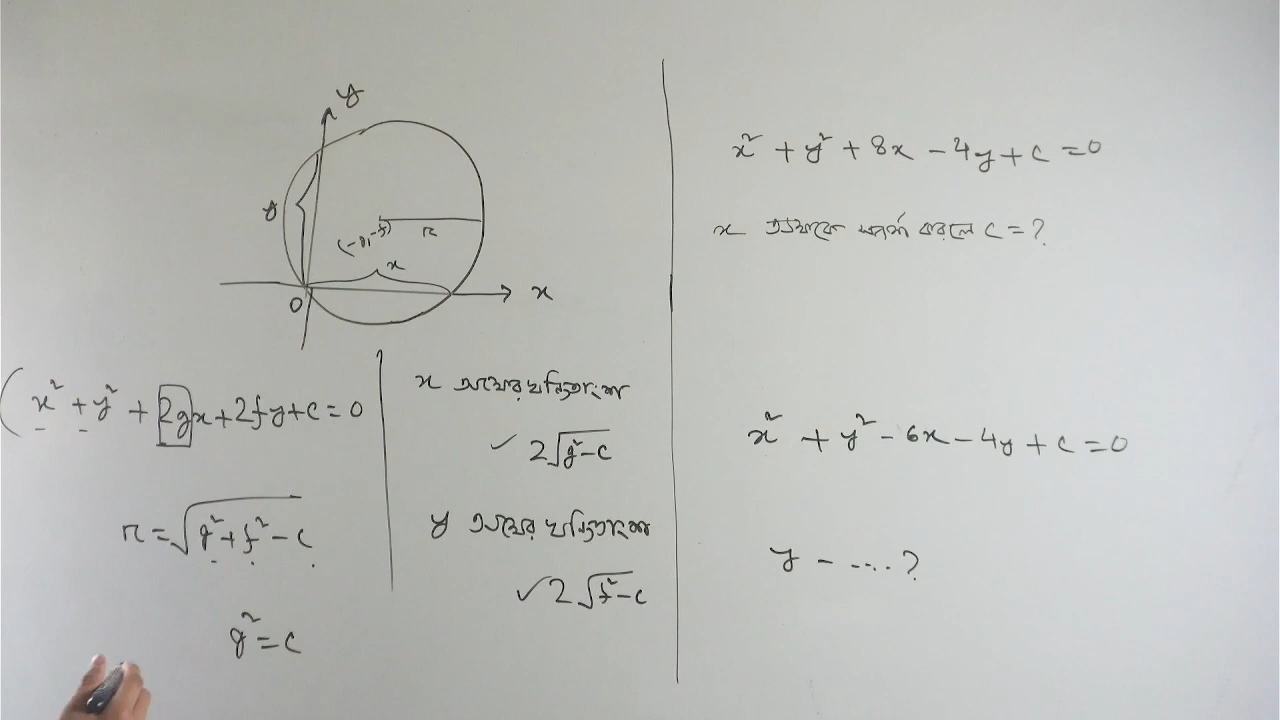 y
y
(-g, -f)
r
x
0
x
x² + y² + 2gx + 2fy + c = 0
r = √(g² + f² - c)
g² = c
x অক্ষের খন্ডিতাংশ
✓ 2√(g² - c)
y অক্ষের খন্ডিতাংশ
✓ 2√(f² - c)
x² + y² + 8x - 4y + c = 0
x অক্ষকে স্পর্শ করলে c = ?
x² + y² - 6x - 4y + c = 0
y - .... ?